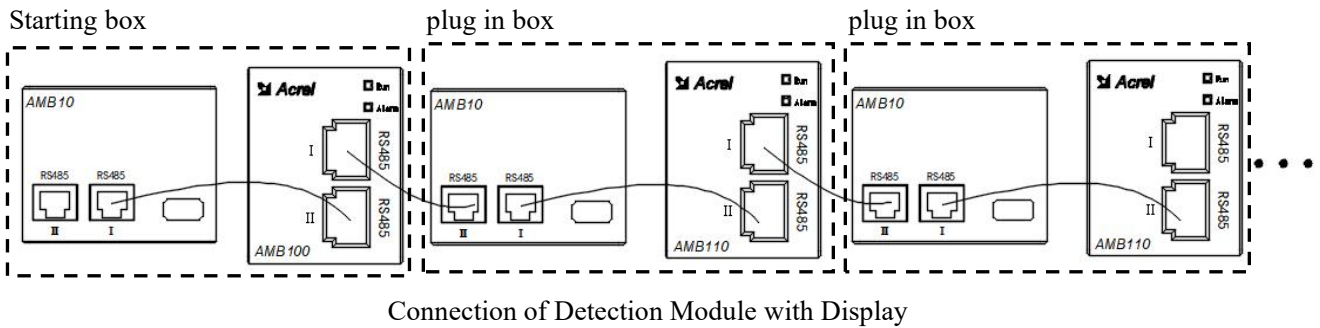 Starting box
plug in box
plug in box
AMB10
RS485 RS485
II I
Acrel
Run
Alarm
I RS485
II RS485
AMB100
AMB10
RS485 RS485
II I
Acrel
Run
Alarm
I RS485
II RS485
AMB110
AMB10
RS485 RS485
II I
Acrel
Run
Alarm
I RS485
II RS485
AMB110
Connection of Detection Module with Display